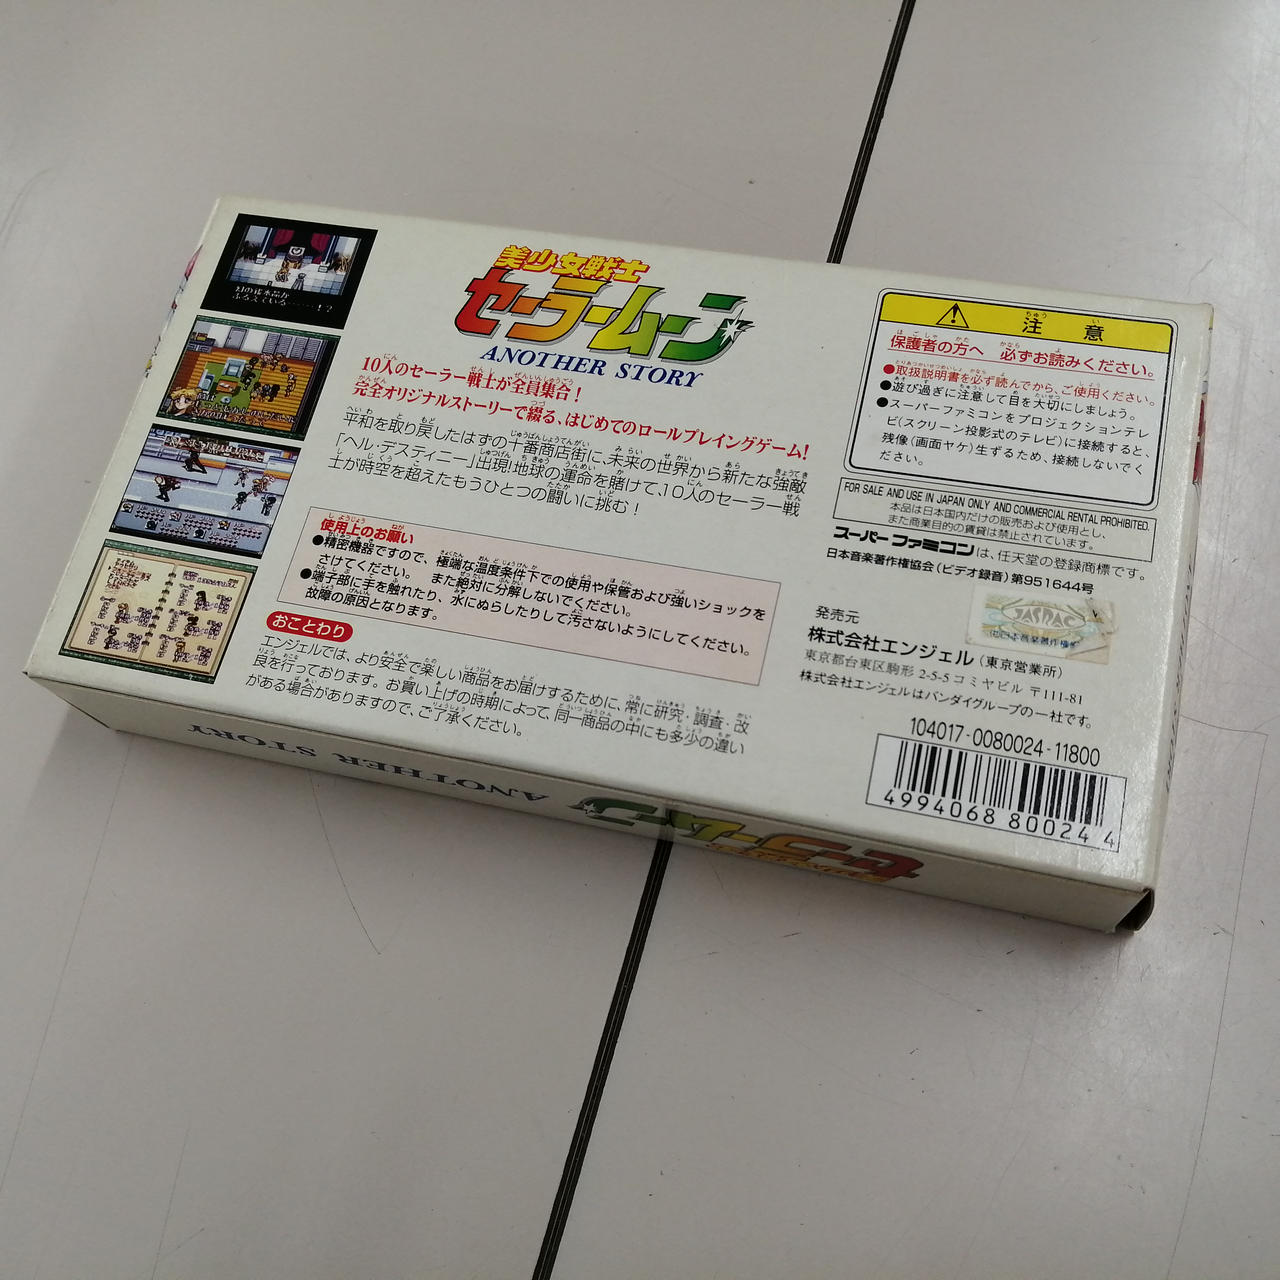 美少女戦士
セーラームーン
ANOTHER STORY
10人のセーラー戦士が全員集合!
完全オリジナルストーリーで綴る、はじめてのロールプレイングゲーム!
平和を取り戻したはずの十番商店街に、未来の世界から新たな強敵
「ヘル・デスティニー」出現!地球の運命を賭けて、10人のセーラー戦
士が時空を超えたもうひとつの闘いに挑む!
使用上のお願い
●精密機器ですので、極端な温度条件下での使用や保管および強いショックを
さけてください。 また絶対に分解しないでください。
●端子部に手を触れたり、水にぬらしたりして汚さないようにしてください。
故障の原因となります。
おことわり
エンジェルでは、より安全で楽しい商品をお届けするために、常に研究・調査・改
良を行っております。お買い上げの時期によって、同一商品の中にも多少の違い
がある場合がありますので、ご了承ください。
注意
保護者の方へ 必ずお読みください。
●取扱説明書を必ず読んでから、ご使用ください。
●遊び過ぎに注意して目を大切にしましょう。
●スーパーファミコンをプロジェクションテレ
ビ(スクリーン投影式のテレビ)に接続すると、
残像(画面ヤケ)生ずるため、接続しないでく
ださい。
FOR SALE AND USE IN JAPAN ONLY AND COMMERCIAL RENTAL PROHIBITED.
本品は日本国内だけの販売および使用とし、
また商業目的の賃貸は禁止されています。
スーパーファミコンは、任天堂の登録商標です。
日本音楽著作権協会(ビデオ録音)第951644号
JASRAC
発売元
株式会社エンジェル(東京営業所)
東京都台東区駒形 2-5-5 コミヤビル 〒111-81
株式会社エンジェルはバンダイグループの一社です。
104017-0080024-11800
4994068 80024 4
幻の銀水晶が
ふるえている……!?
ANOTHER STORY
セーラームーン